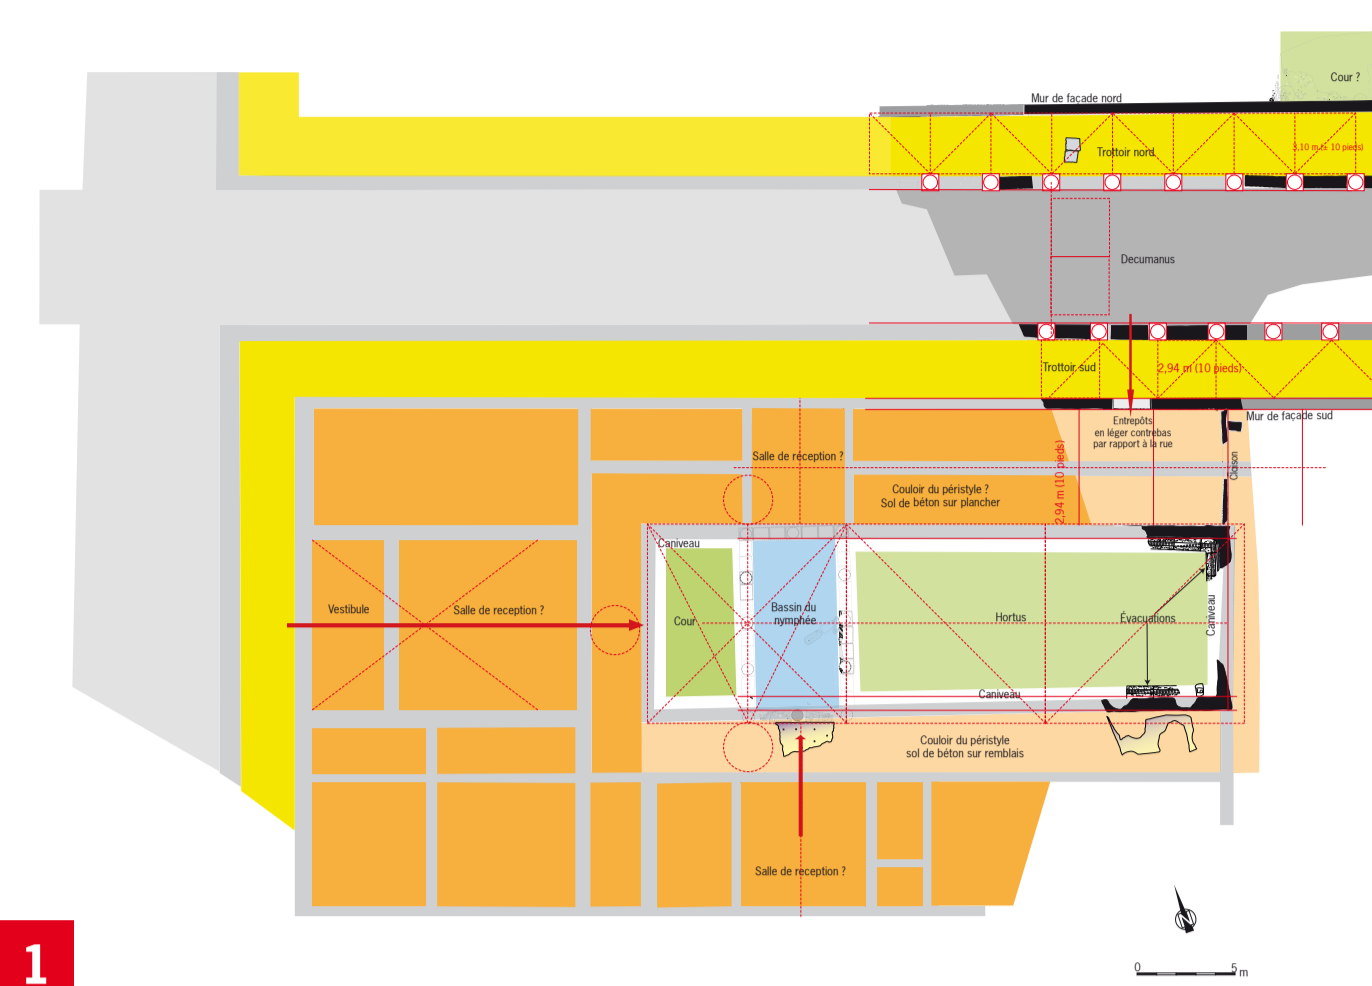 Cour ?
Mur de façade nord
Trottoir nord
3,10 m (± 10 pieds)
Decumanus
Trottoir sud
2,94 m (10 pieds)
Mur de façade sud
Entrepôts
en léger contrebas
par rapport à la rue
Cloison
2,94 m (10 pieds)
Salle de réception ?
Couloir du péristyle ?
Sol de béton sur plancher
Caniveau
Vestibule
Salle de reception ?
Cour
Bassin du
nymphée
Hortus
Évacuations
Caniveau
Caniveau
Couloir du péristyle
sol de béton sur remblais
Salle de réception ?
N
0 5 m
1